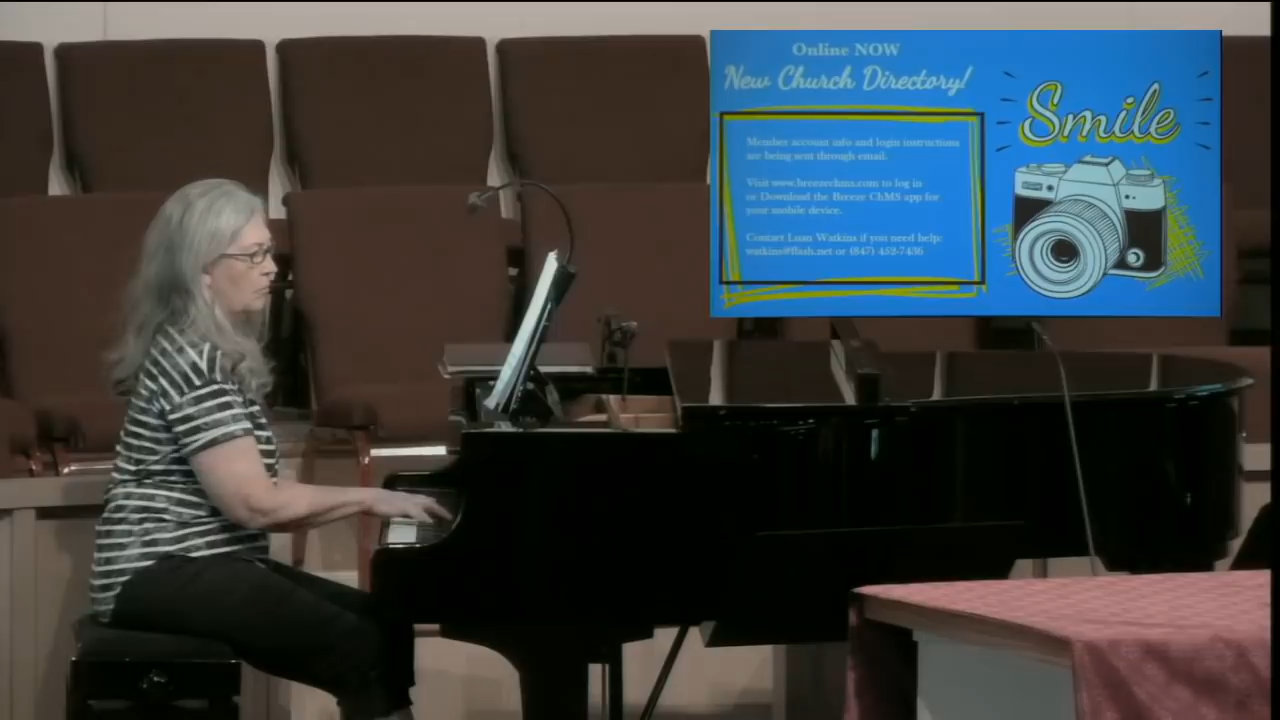 Online NOW
New Church Directory!
Smile
Member account info and login instructions
are being sent through email.
Visit www.breezechms.com to log in
or Download the Breeze ChMS app for
your mobile device.
Contact Luan Watkins if you need help:
watkins@flash.net or (847) 452-7436